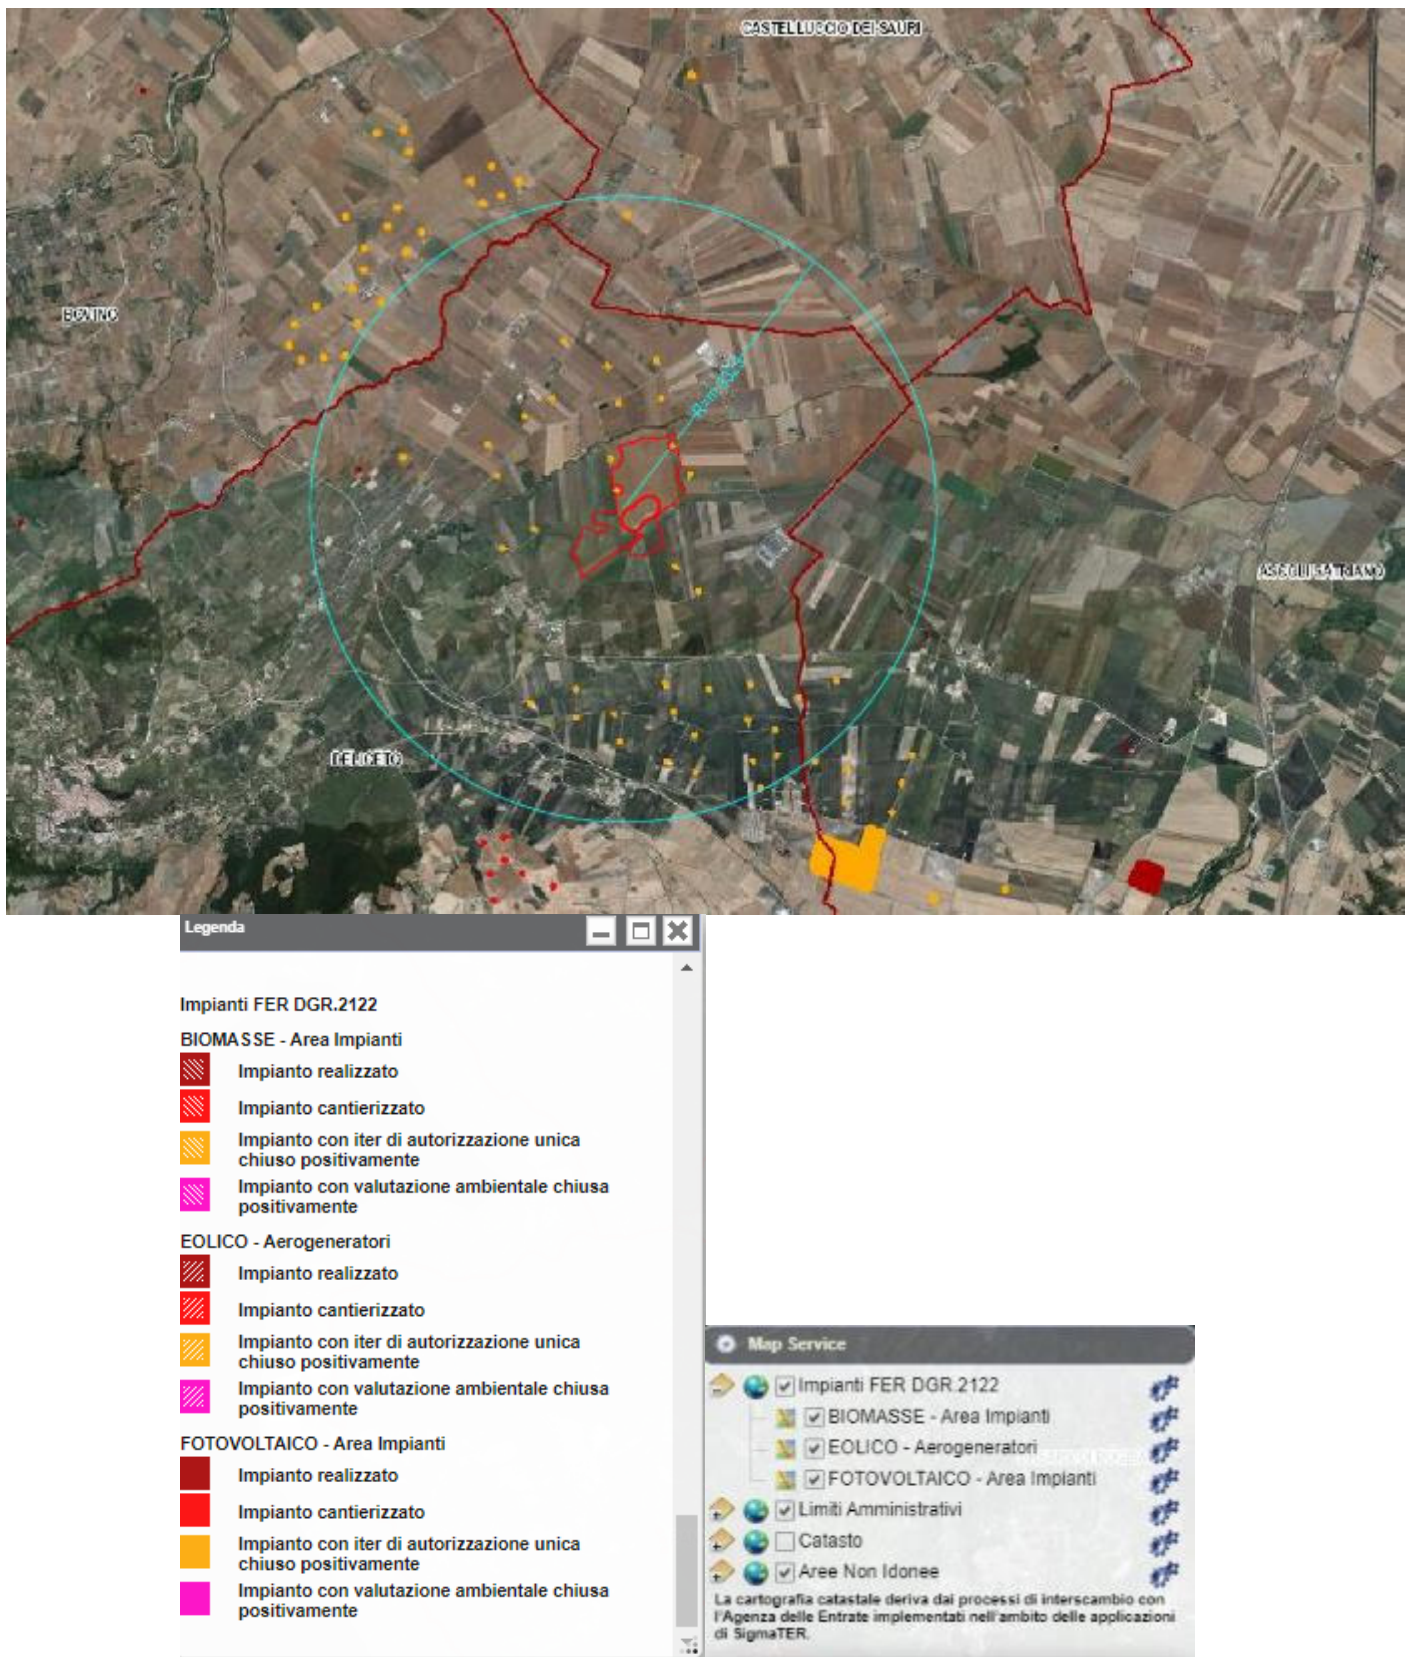 CASTELLUCCIO DEI SAURI
BOVINO
ASCOLI SATRIANO
DELICETO
Legenda
Impianti FER DGR.2122
BIOMASSE - Area Impianti
Impianto realizzato
Impianto cantierizzato
Impianto con iter di autorizzazione unica
chiuso positivamente
Impianto con valutazione ambientale chiusa
positivamente
EOLICO - Aerogeneratori
Impianto realizzato
Impianto cantierizzato
Impianto con iter di autorizzazione unica
chiuso positivamente
Impianto con valutazione ambientale chiusa
positivamente
FOTOVOLTAICO - Area Impianti
Impianto realizzato
Impianto cantierizzato
Impianto con iter di autorizzazione unica
chiuso positivamente
Impianto con valutazione ambientale chiusa
positivamente
Map Service
Impianti FER DGR 2122
BIOMASSE - Area Impianti
EOLICO - Aerogeneratori
FOTOVOLTAICO - Area Impianti
Limiti Amministrativi
Catasto
Aree Non Idonee
La cartografia catastale deriva dai processi di interscambio con
l'Agenza delle Entrate implementati nell'ambito delle applicazioni
di SigmaTER.